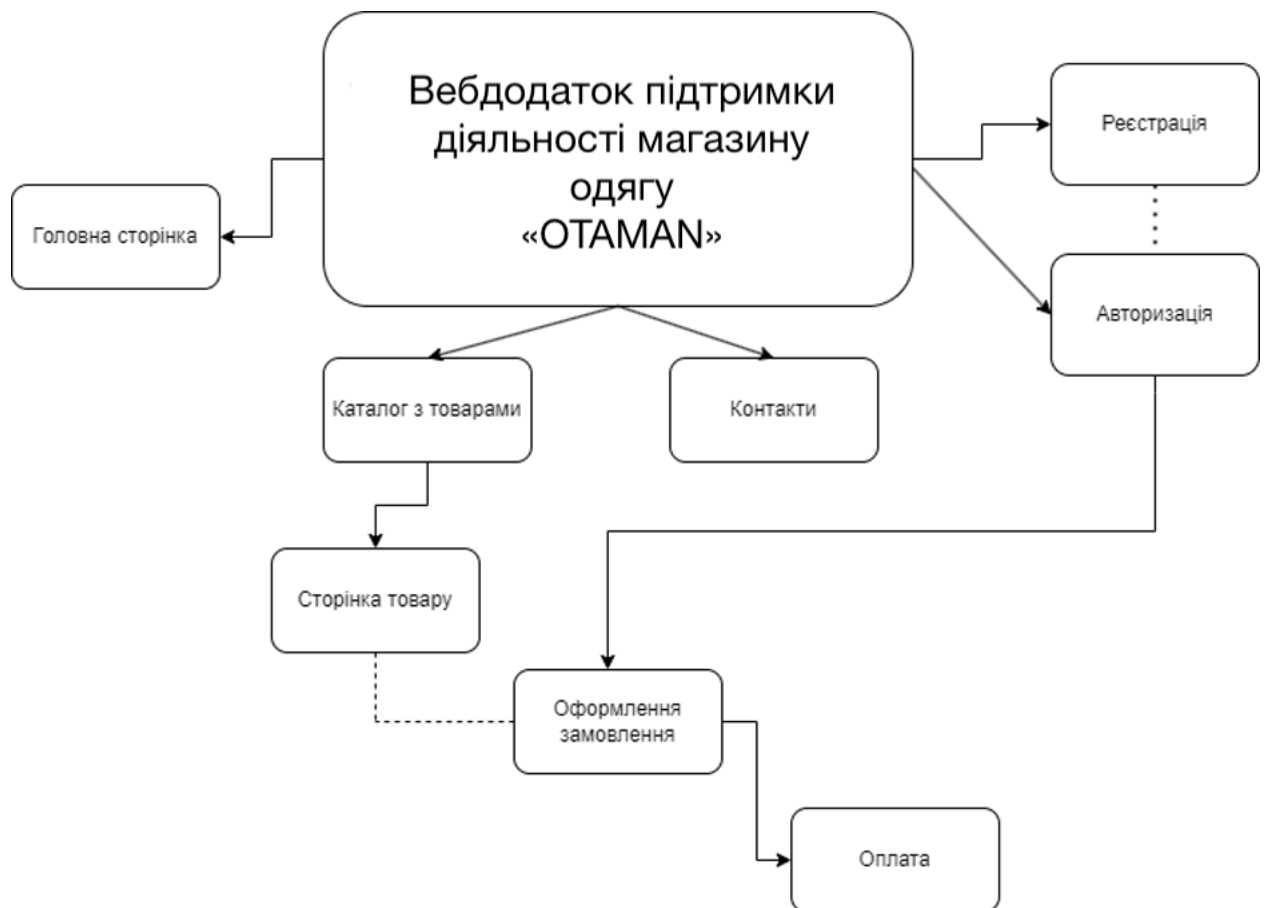 Вебдодаток підтримки
діяльності магазину
одягу
«OTAMAN»
Реєстрація
Головна сторінка
Авторизація
Каталог з товарами
Контакти
Сторінка товару
Оформлення
замовлення
Оплата